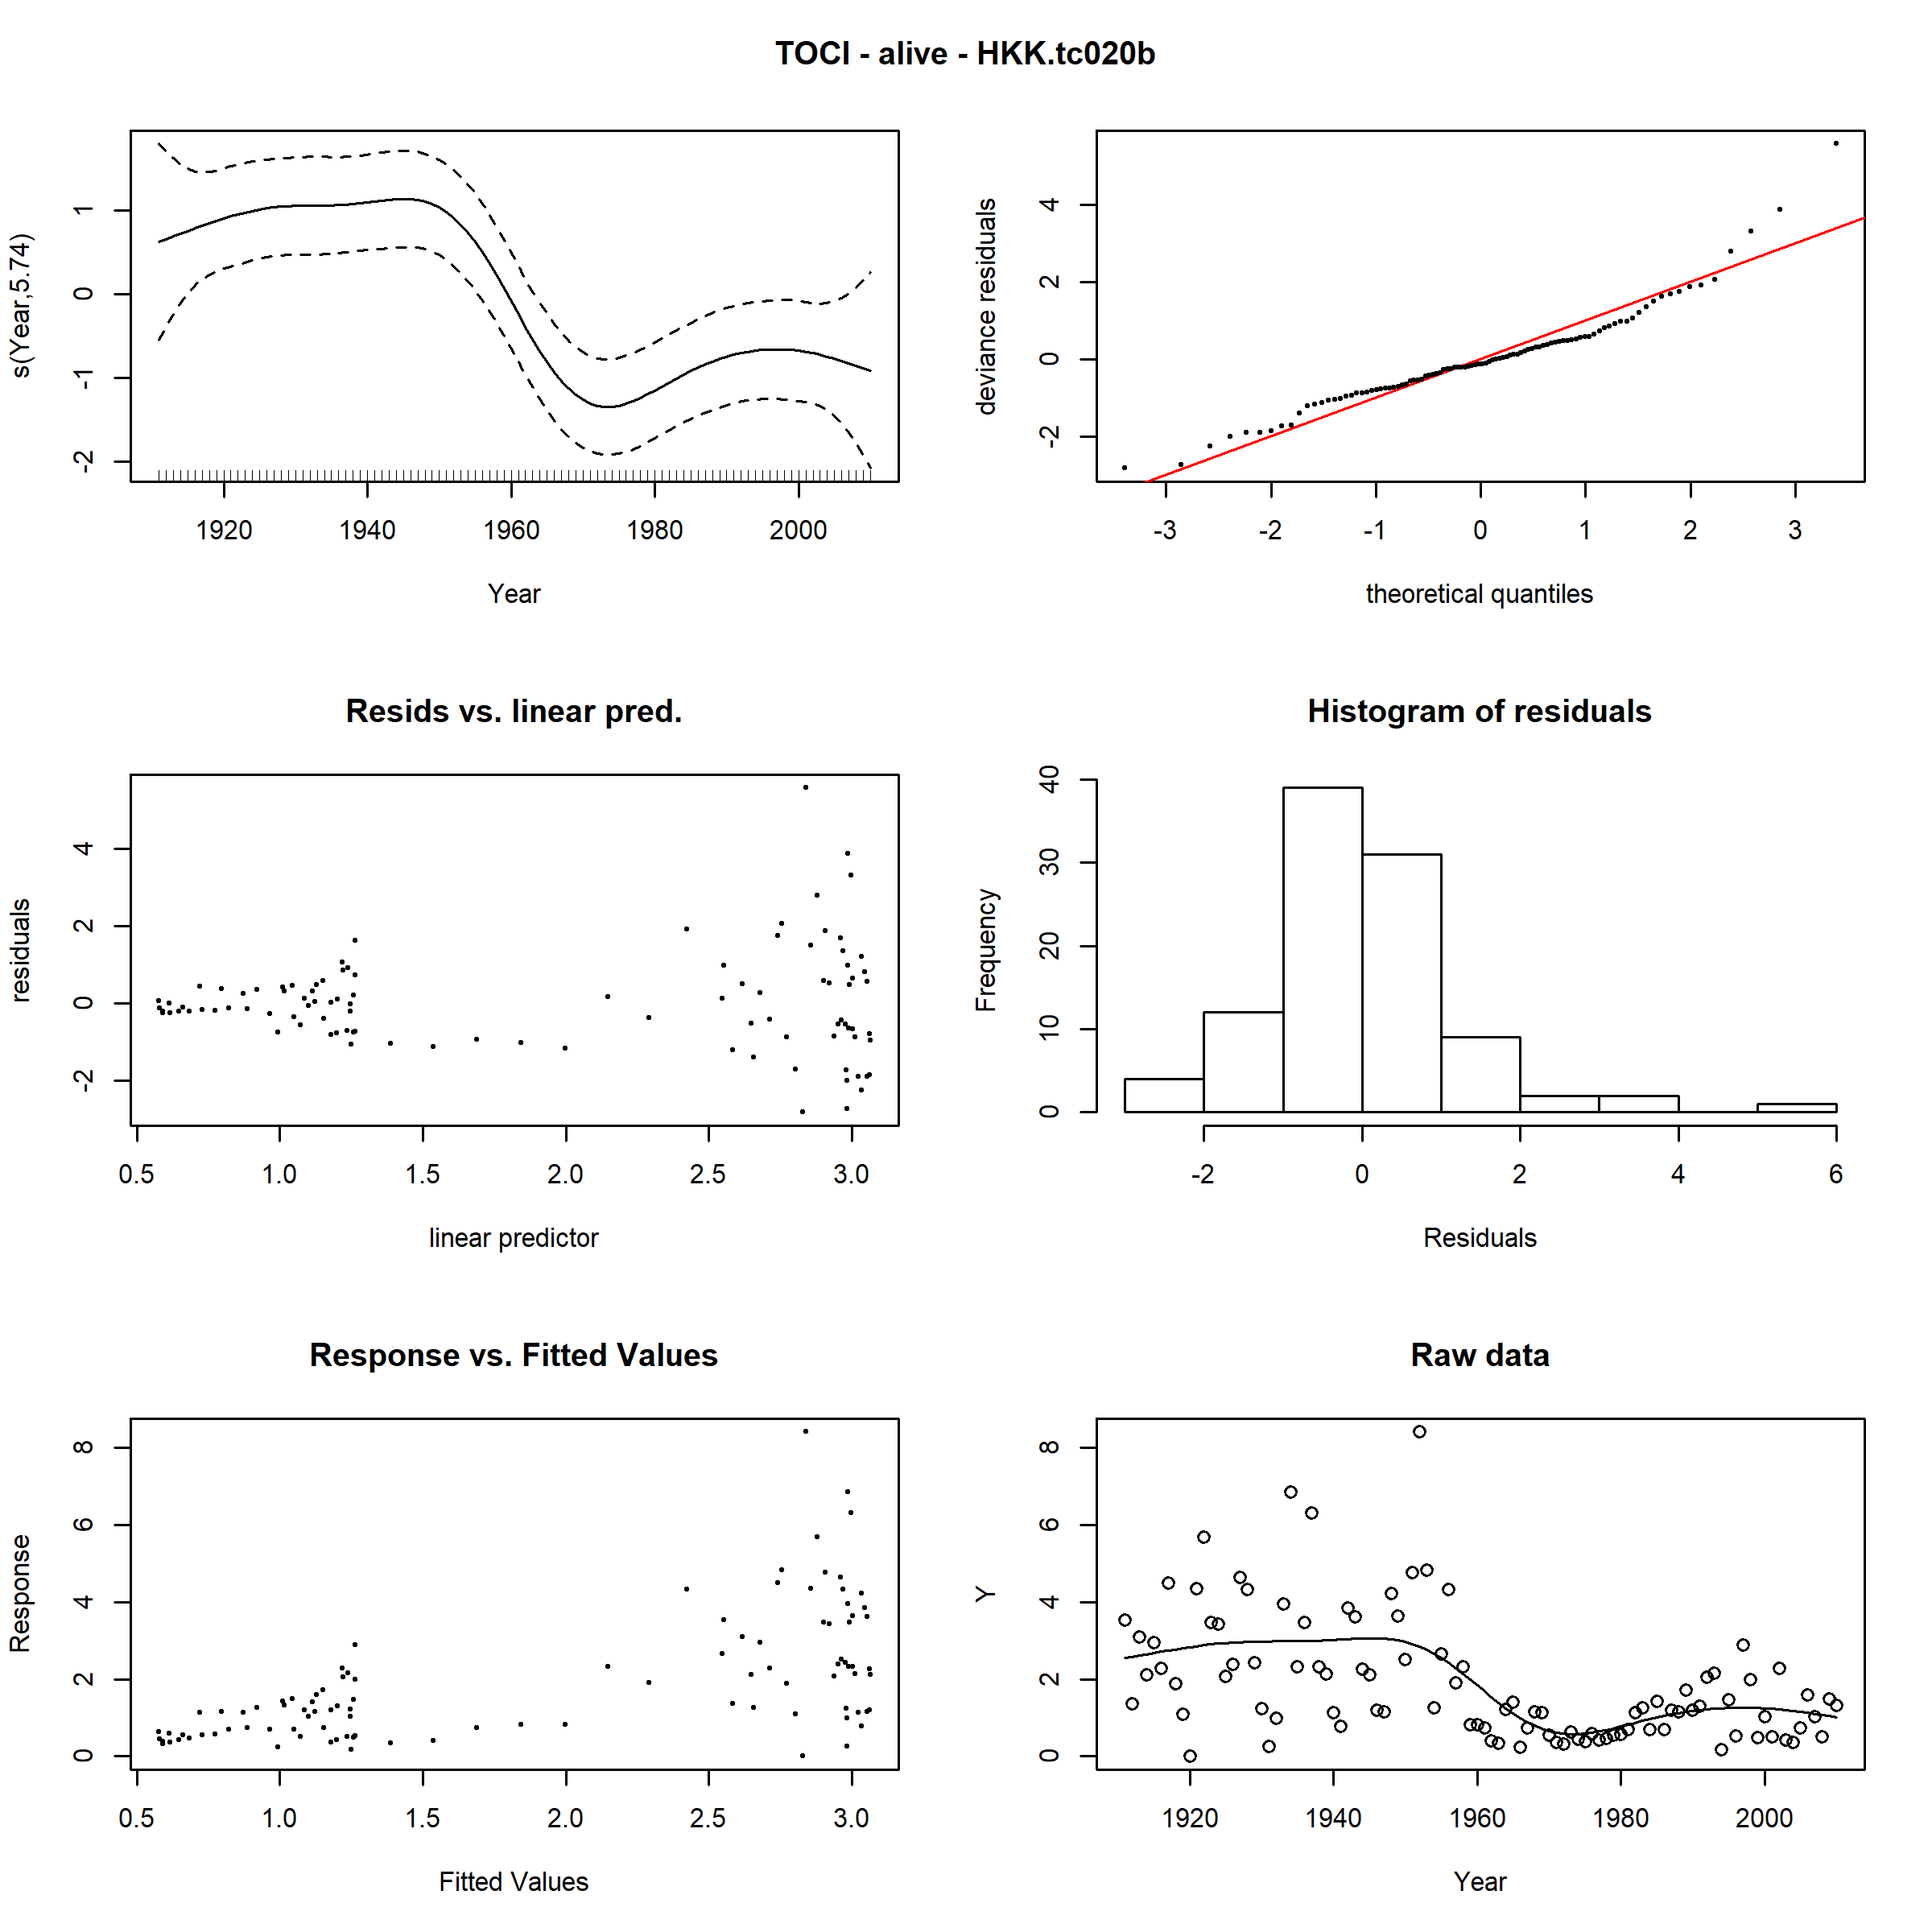 TOCI - alive - HKK.tc020b
s(Year,5.74)
1
0
-1
-2
1920 1940 1960 1980 2000
Year
deviance residuals
4
2
0
-2
-3 -2 -1 0 1 2 3
theoretical quantiles
Resids vs. linear pred.
residuals
4
2
0
-2
0.5 1.0 1.5 2.0 2.5 3.0
linear predictor
Histogram of residuals
Frequency
40
30
20
10
0
-2 0 2 4 6
Residuals
Response vs. Fitted Values
Response
8
6
4
2
0
0.5 1.0 1.5 2.0 2.5 3.0
Fitted Values
Raw data
Y
8
6
4
2
0
1920 1940 1960 1980 2000
Year